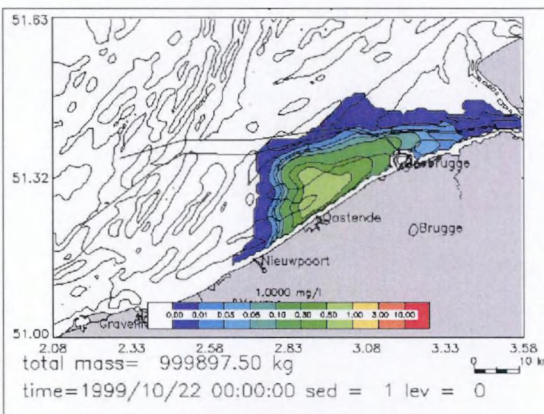 51.63
51.32
51.00
Zeebrugge
Oostende
Brugge
Nieuwpoort
1.0000 mg/l
0.00 0.01 0.03 0.05 0.10 0.30 0.50 1.00 3.00 10.00
2.08 2.33 2.58 2.83 3.08 3.33 3.58
total mass= 999897.50 kg
0 10 k
time=1999/10/22 00:00:00 sed = 1 lev = 0